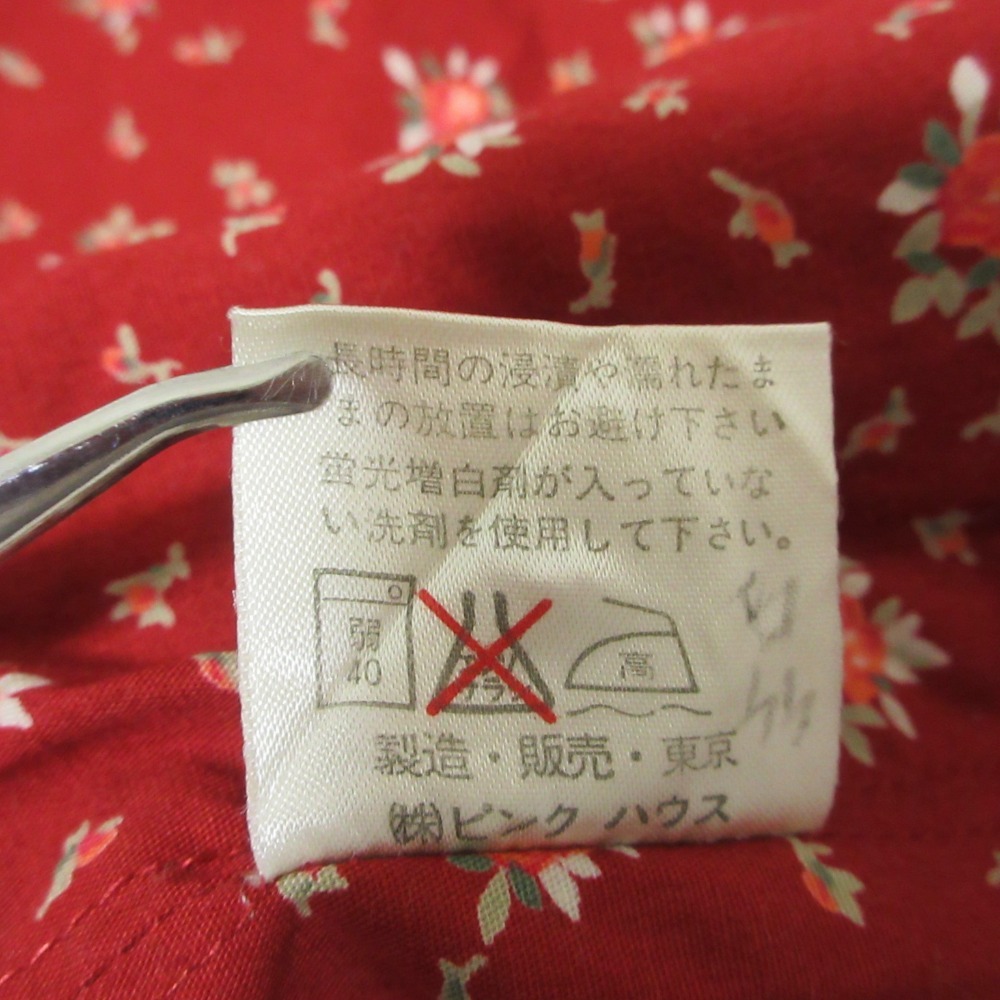 長時間の浸漬や濡れたま
まの放置はお避け下さい
蛍光増白剤が入っていな
い洗剤を使用して下さい。
弱
40
高
製造・販売・東京
(株)ピンク ハウス